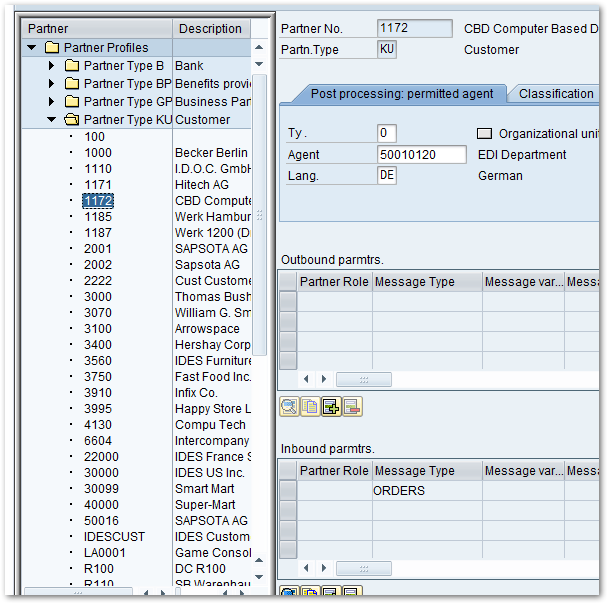 Partner Description
Partner Profiles
Partner Type B Bank
Partner Type BP Benefits provi
Partner Type GP Business Par
Partner Type KU Customer
100
1000 Becker Berlin
1110 I.D.O.C. GmbH
1171 Hitech AG
1172 CBD Compute
1185 Werk Hambur
1187 Werk 1200 (D
2001 SAPSOTA AG
2002 Sapsota AG
2222 Cust Custome
3000 Thomas Bush
3070 William G. Sm
3100 Arrowspace
3400 Hershay Corp
3560 IDES Furniture
3750 Fast Food Inc.
3910 Infix Co.
3995 Happy Store L
4130 Compu Tech
6604 Intercompany
22000 IDES France S
30000 IDES US Inc.
30099 Smart Mart
40000 Super-Mart
50016 SAPSOTA AG
IDESCUST IDES Custom
LA0001 Game Consol
R100 DC R100
R110 SB Warenhau
Partner No. 1172 CBD Computer Based D
Partn.Type KU Customer
Post processing: permitted agent Classification
Ty. 0 Organizational unit
Agent 50010120 EDI Department
Lang. DE German
Outbound parmtrs.
Partner Role Message Type Message var... Messa
Inbound parmtrs.
Partner Role Message Type Message var... Messa
ORDERS